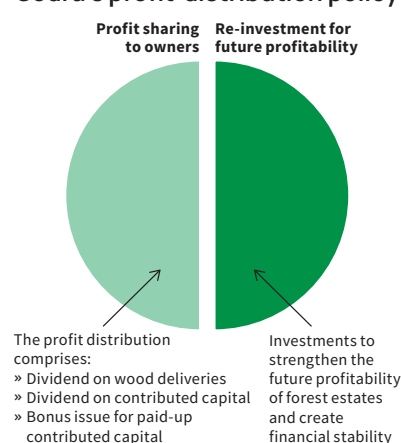 Profit sharing
to owners
Re-investment for
future profitability
The profit distribution
comprises:
» Dividend on wood deliveries
» Dividend on contributed capital
» Bonus issue for paid-up
contributed capital
Investments to
strengthen the
future profitability
of forest estates
and create
financial stability